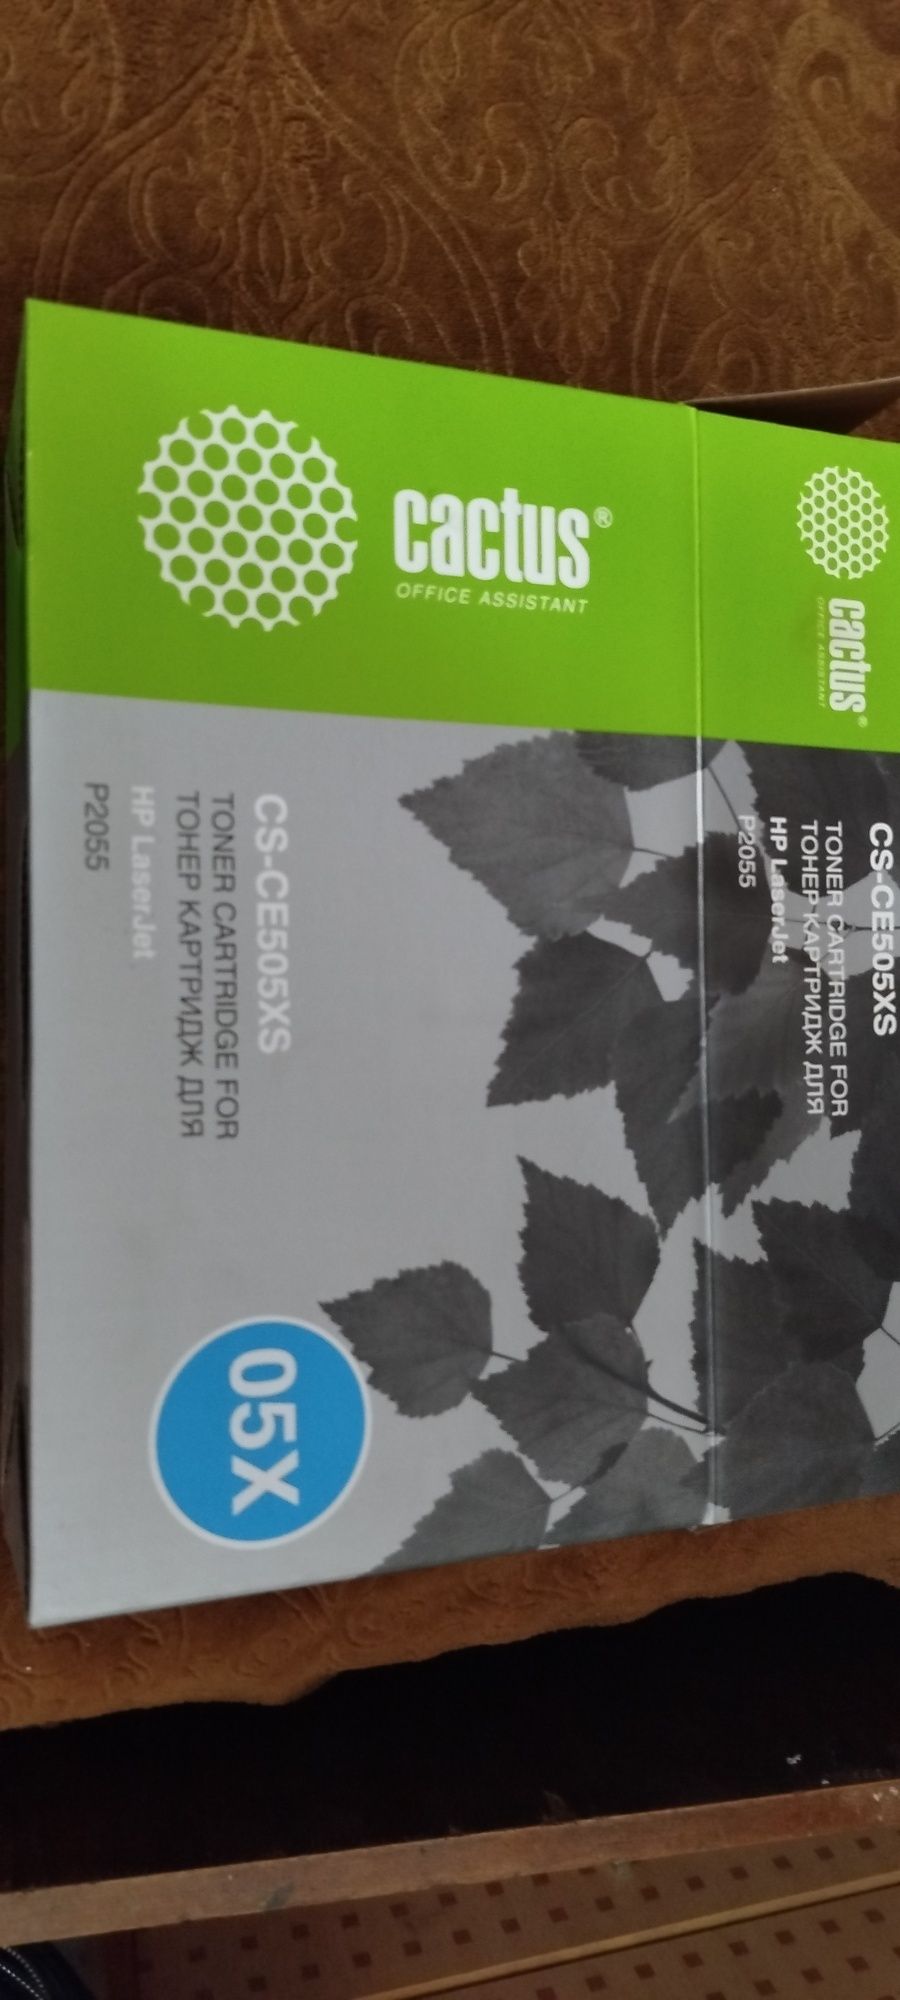 cactus®
OFFICE ASSISTANT
CS-CE505XS
TONER CARTRIDGE FOR
ТОНЕР КАРТРИДЖ ДЛЯ
HP LaserJet
P2055
05X
cactus®
OFFICE ASSISTANT
CS-CE505XS
TONER CARTRIDGE FOR
ТОНЕР КАРТРИДЖ ДЛЯ
HP LaserJet
P2055